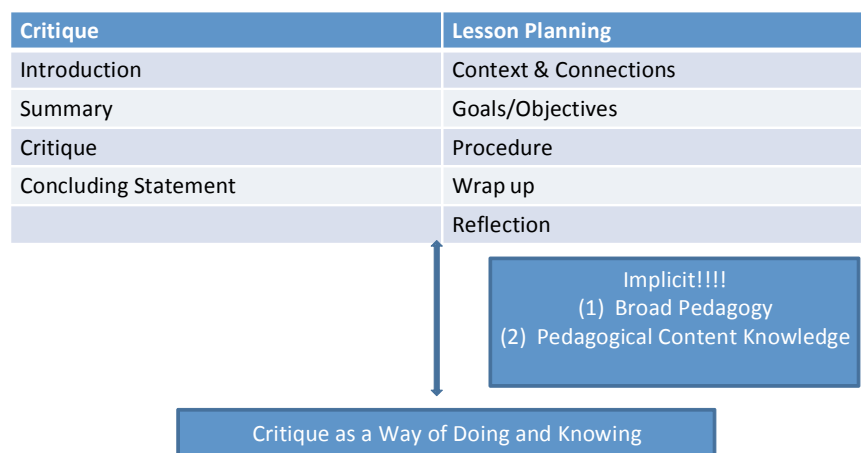 Critique Lesson Planning
Introduction Context & Connections
Summary Goals/Objectives
Critique Procedure
Concluding Statement Wrap up
Reflection
Implicit!!!!
(1) Broad Pedagogy
(2) Pedagogical Content Knowledge
Critique as a Way of Doing and Knowing